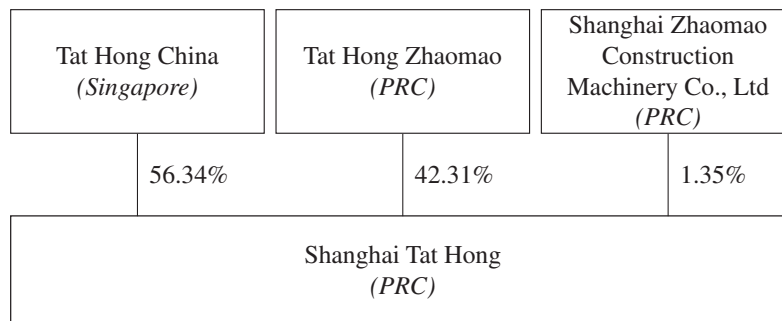 Tat Hong China
(Singapore)
Tat Hong Zhaomao
(PRC)
Shanghai Zhaomao
Construction
Machinery Co., Ltd
(PRC)
56.34%
42.31%
1.35%
Shanghai Tat Hong
(PRC)